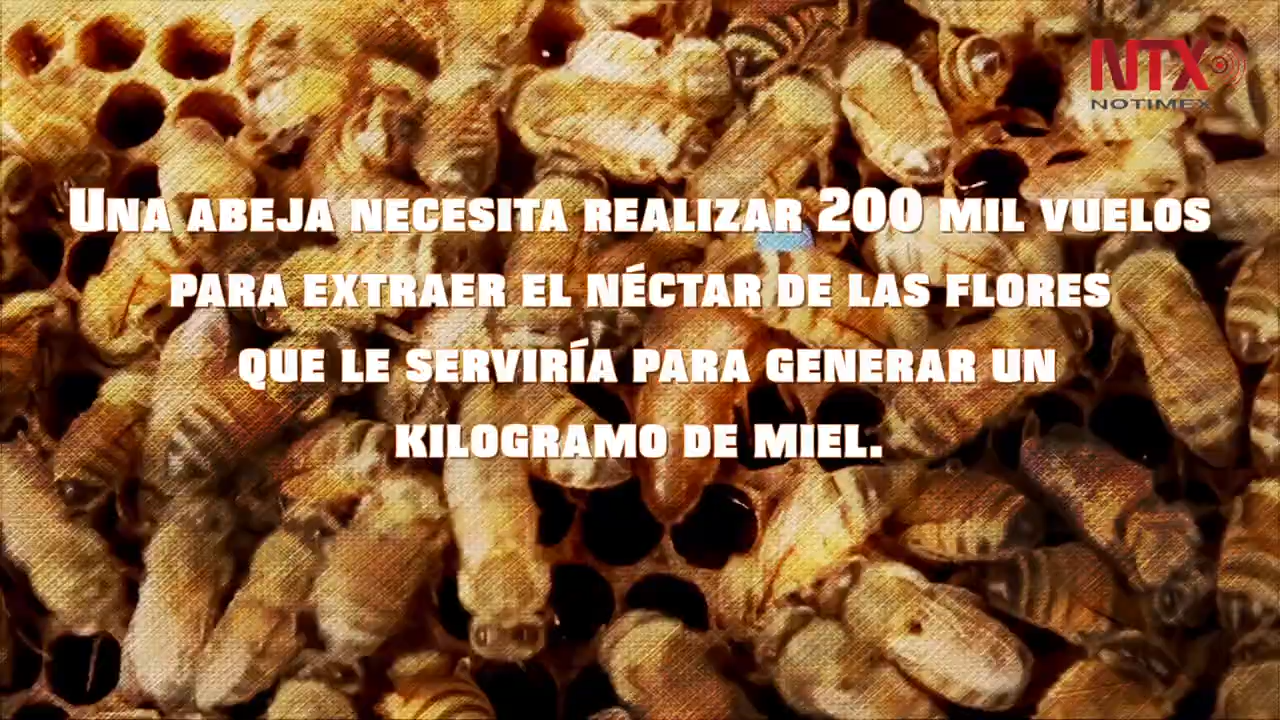 NTX
NOTIMEX
Una abeja necesita realizar 200 mil vuelos
para extraer el néctar de las flores
que le serviría para generar un
kilogramo de miel.